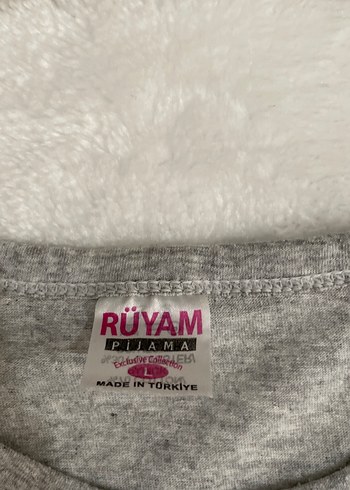 RÜYAM
PİJAMA
Exclusive Collection
L
MADE IN TÜRKİYE